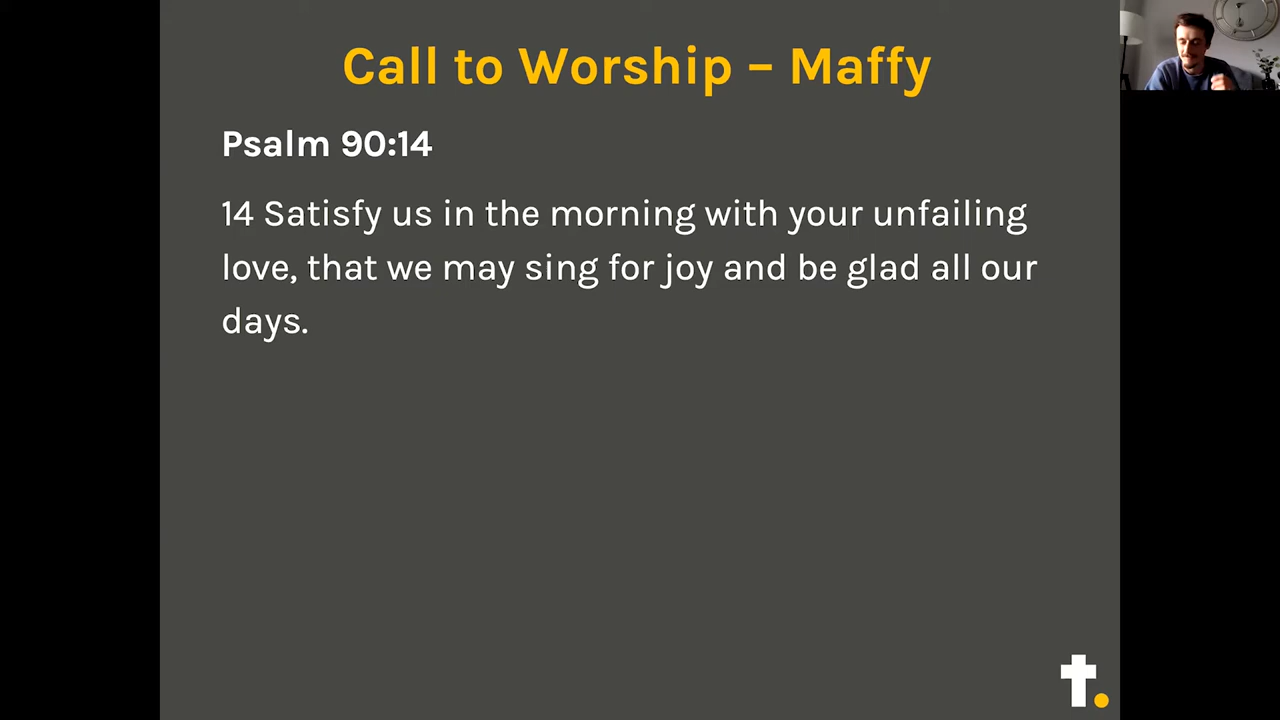 Call to Worship – Maffy
Psalm 90:14
14 Satisfy us in the morning with your unfailing
love, that we may sing for joy and be glad all our
days.